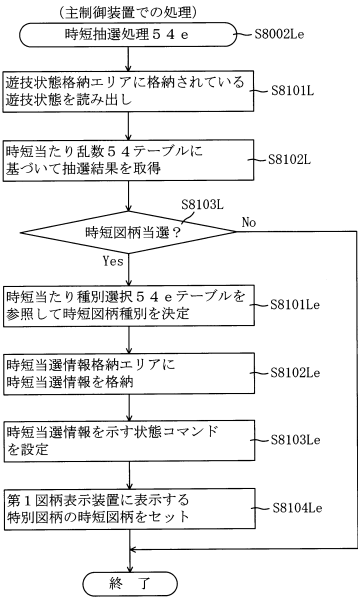 (主制御装置での処理)
時短抽選処理54e
S8002Le
遊技状態格納エリアに格納されている
遊技状態を読み出し
S8101L
時短当たり乱数54テーブルに
基づいて抽選結果を取得
S8102L
S8103L
時短図柄当選?
No
Yes
時短当たり種別選択54eテーブルを
参照して時短図柄種別を決定
S8101Le
時短当選情報格納エリアに
時短当選情報を格納
S8102Le
時短当選情報を示す状態コマンド
を設定
S8103Le
第1図柄表示装置に表示する
特別図柄の時短図柄をセット
S8104Le
終 了